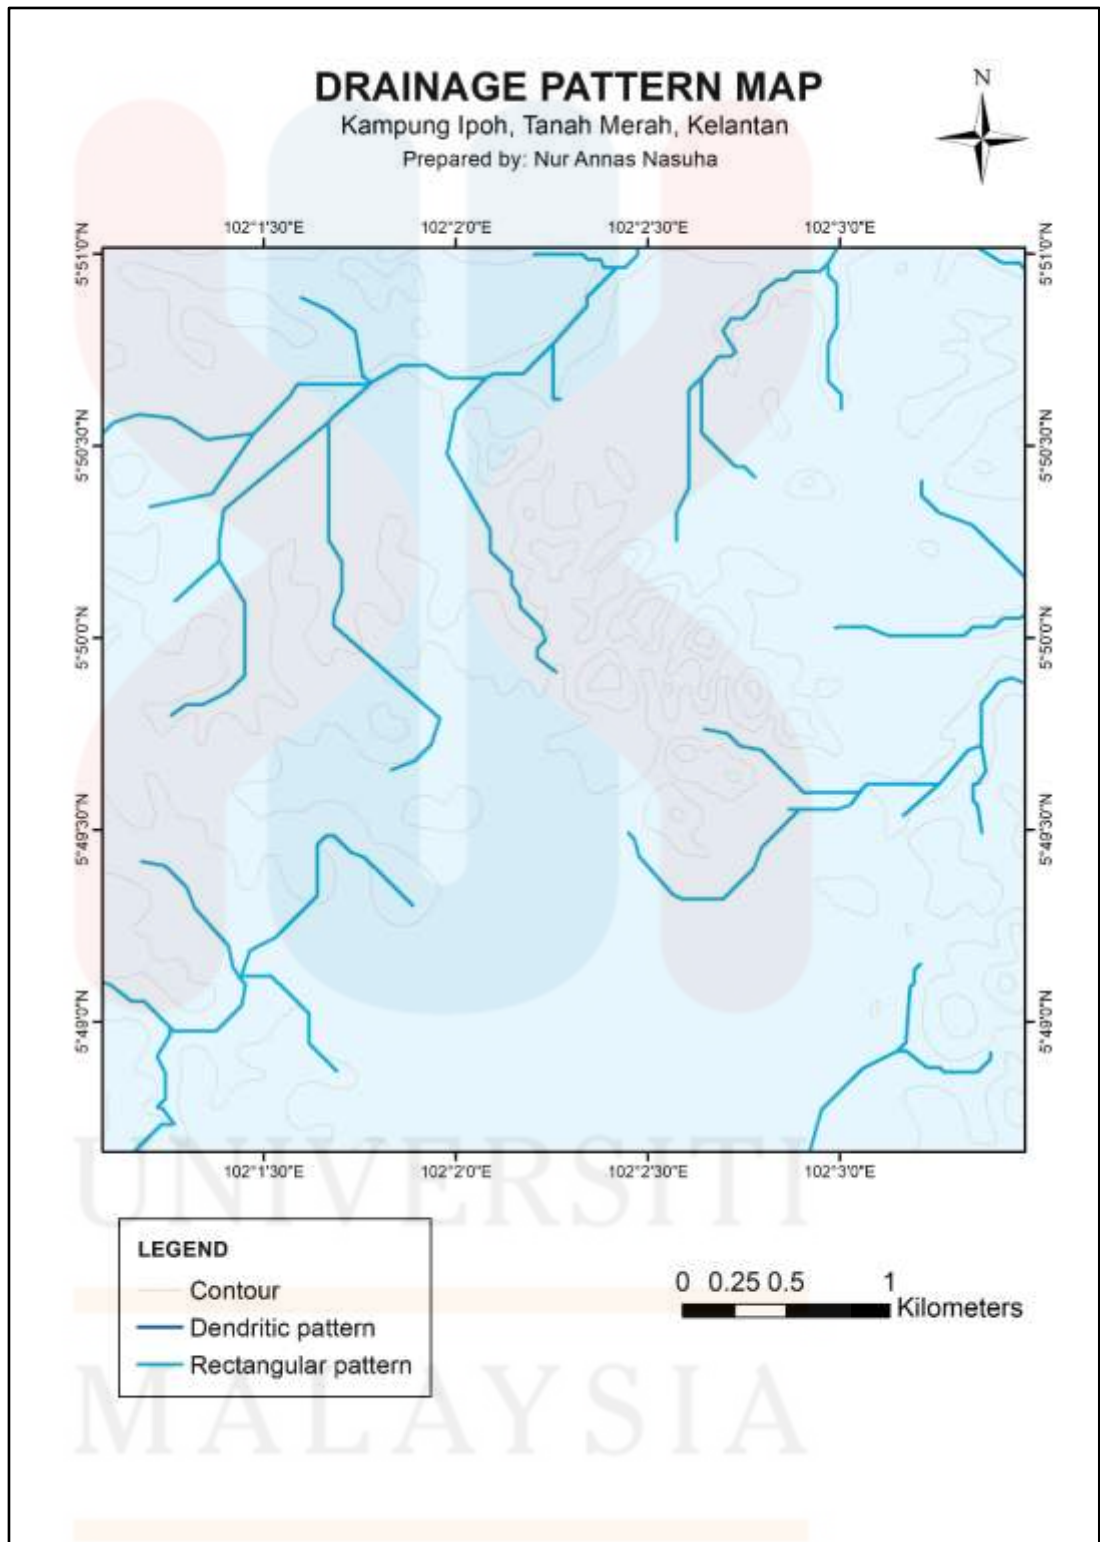 DRAINAGE PATTERN MAP
Kampung Ipoh, Tanah Merah, Kelantan
Prepared by: Nur Annas Nasuha
N
102°1'30"E 102°2'0"E 102°2'30"E 102°3'0"E
5°51'0"N 5°51'0"N
5°50'30"N 5°50'30"N
5°50'0"N 5°50'0"N
5°49'30"N 5°49'30"N
5°49'0"N 5°49'0"N
102°1'30"E 102°2'0"E 102°2'30"E 102°3'0"E
UNIVERSITI
LEGEND
Contour
Dendritic pattern
Rectangular pattern
0 0.25 0.5 1
Kilometers
MALAYSIA